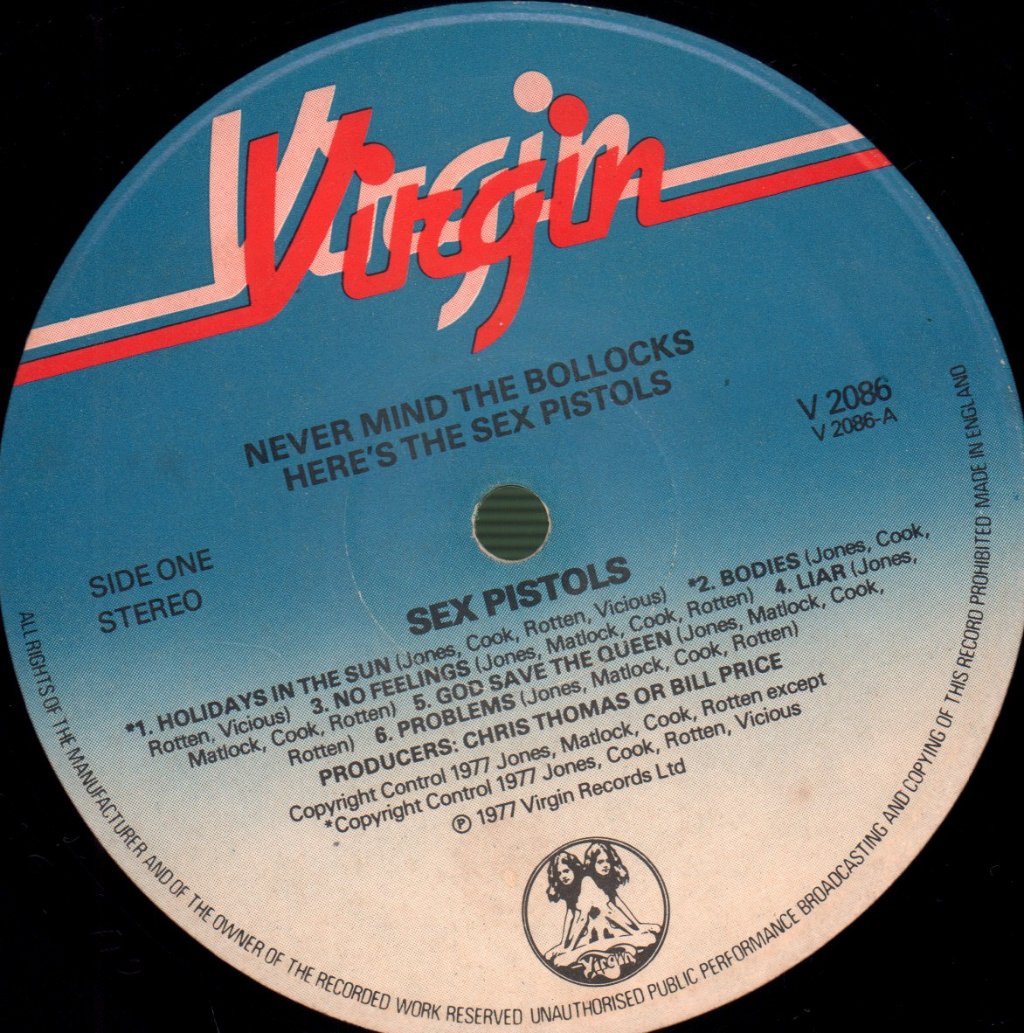 Virgin
NEVER MIND THE BOLLOCKS
HERE'S THE SEX PISTOLS
V 2086
V 2086-A
SIDE ONE
STEREO
SEX PISTOLS
*1. HOLIDAYS IN THE SUN (Jones, Cook, Rotten, Vicious) *2. BODIES (Jones, Cook,
Rotten, Vicious) 3. NO FEELINGS (Jones, Matlock, Cook, Rotten) 4. LIAR (Jones,
Matlock, Cook, Rotten) 5. GOD SAVE THE QUEEN (Jones, Matlock, Cook,
Rotten) 6. PROBLEMS (Jones, Matlock, Cook, Rotten)
PRODUCERS: CHRIS THOMAS OR BILL PRICE
Copyright Control 1977 Jones, Matlock, Cook, Rotten except
*Copyright Control 1977 Jones, Cook, Rotten, Vicious
℗ 1977 Virgin Records Ltd
Virgin
ALL RIGHTS OF THE MANUFACTURER AND OF THE OWNER OF THE RECORDED WORK RESERVED UNAUTHORISED PUBLIC PERFORMANCE BROADCASTING AND COPYING OF THIS RECORD PROHIBITED MADE IN ENGLAND